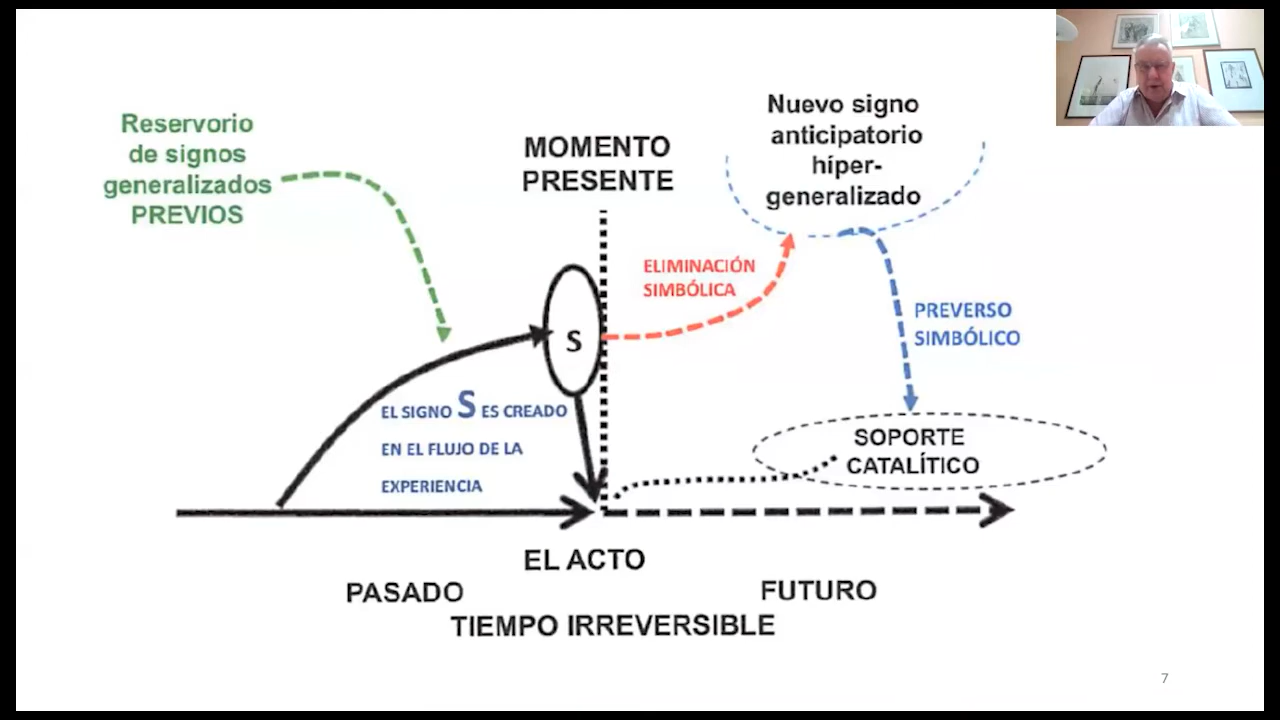 Reservorio
de signos
generalizados
PREVIOS
MOMENTO
PRESENTE
Nuevo signo
anticipatorio
híper-
generalizado
ELIMINACIÓN
SIMBÓLICA
PREVERSO
SIMBÓLICO
S
EL SIGNO S ES CREADO
EN EL FLUJO DE LA
EXPERIENCIA
SOPORTE
CATALÍTICO
EL ACTO
PASADO
FUTURO
TIEMPO IRREVERSIBLE
7